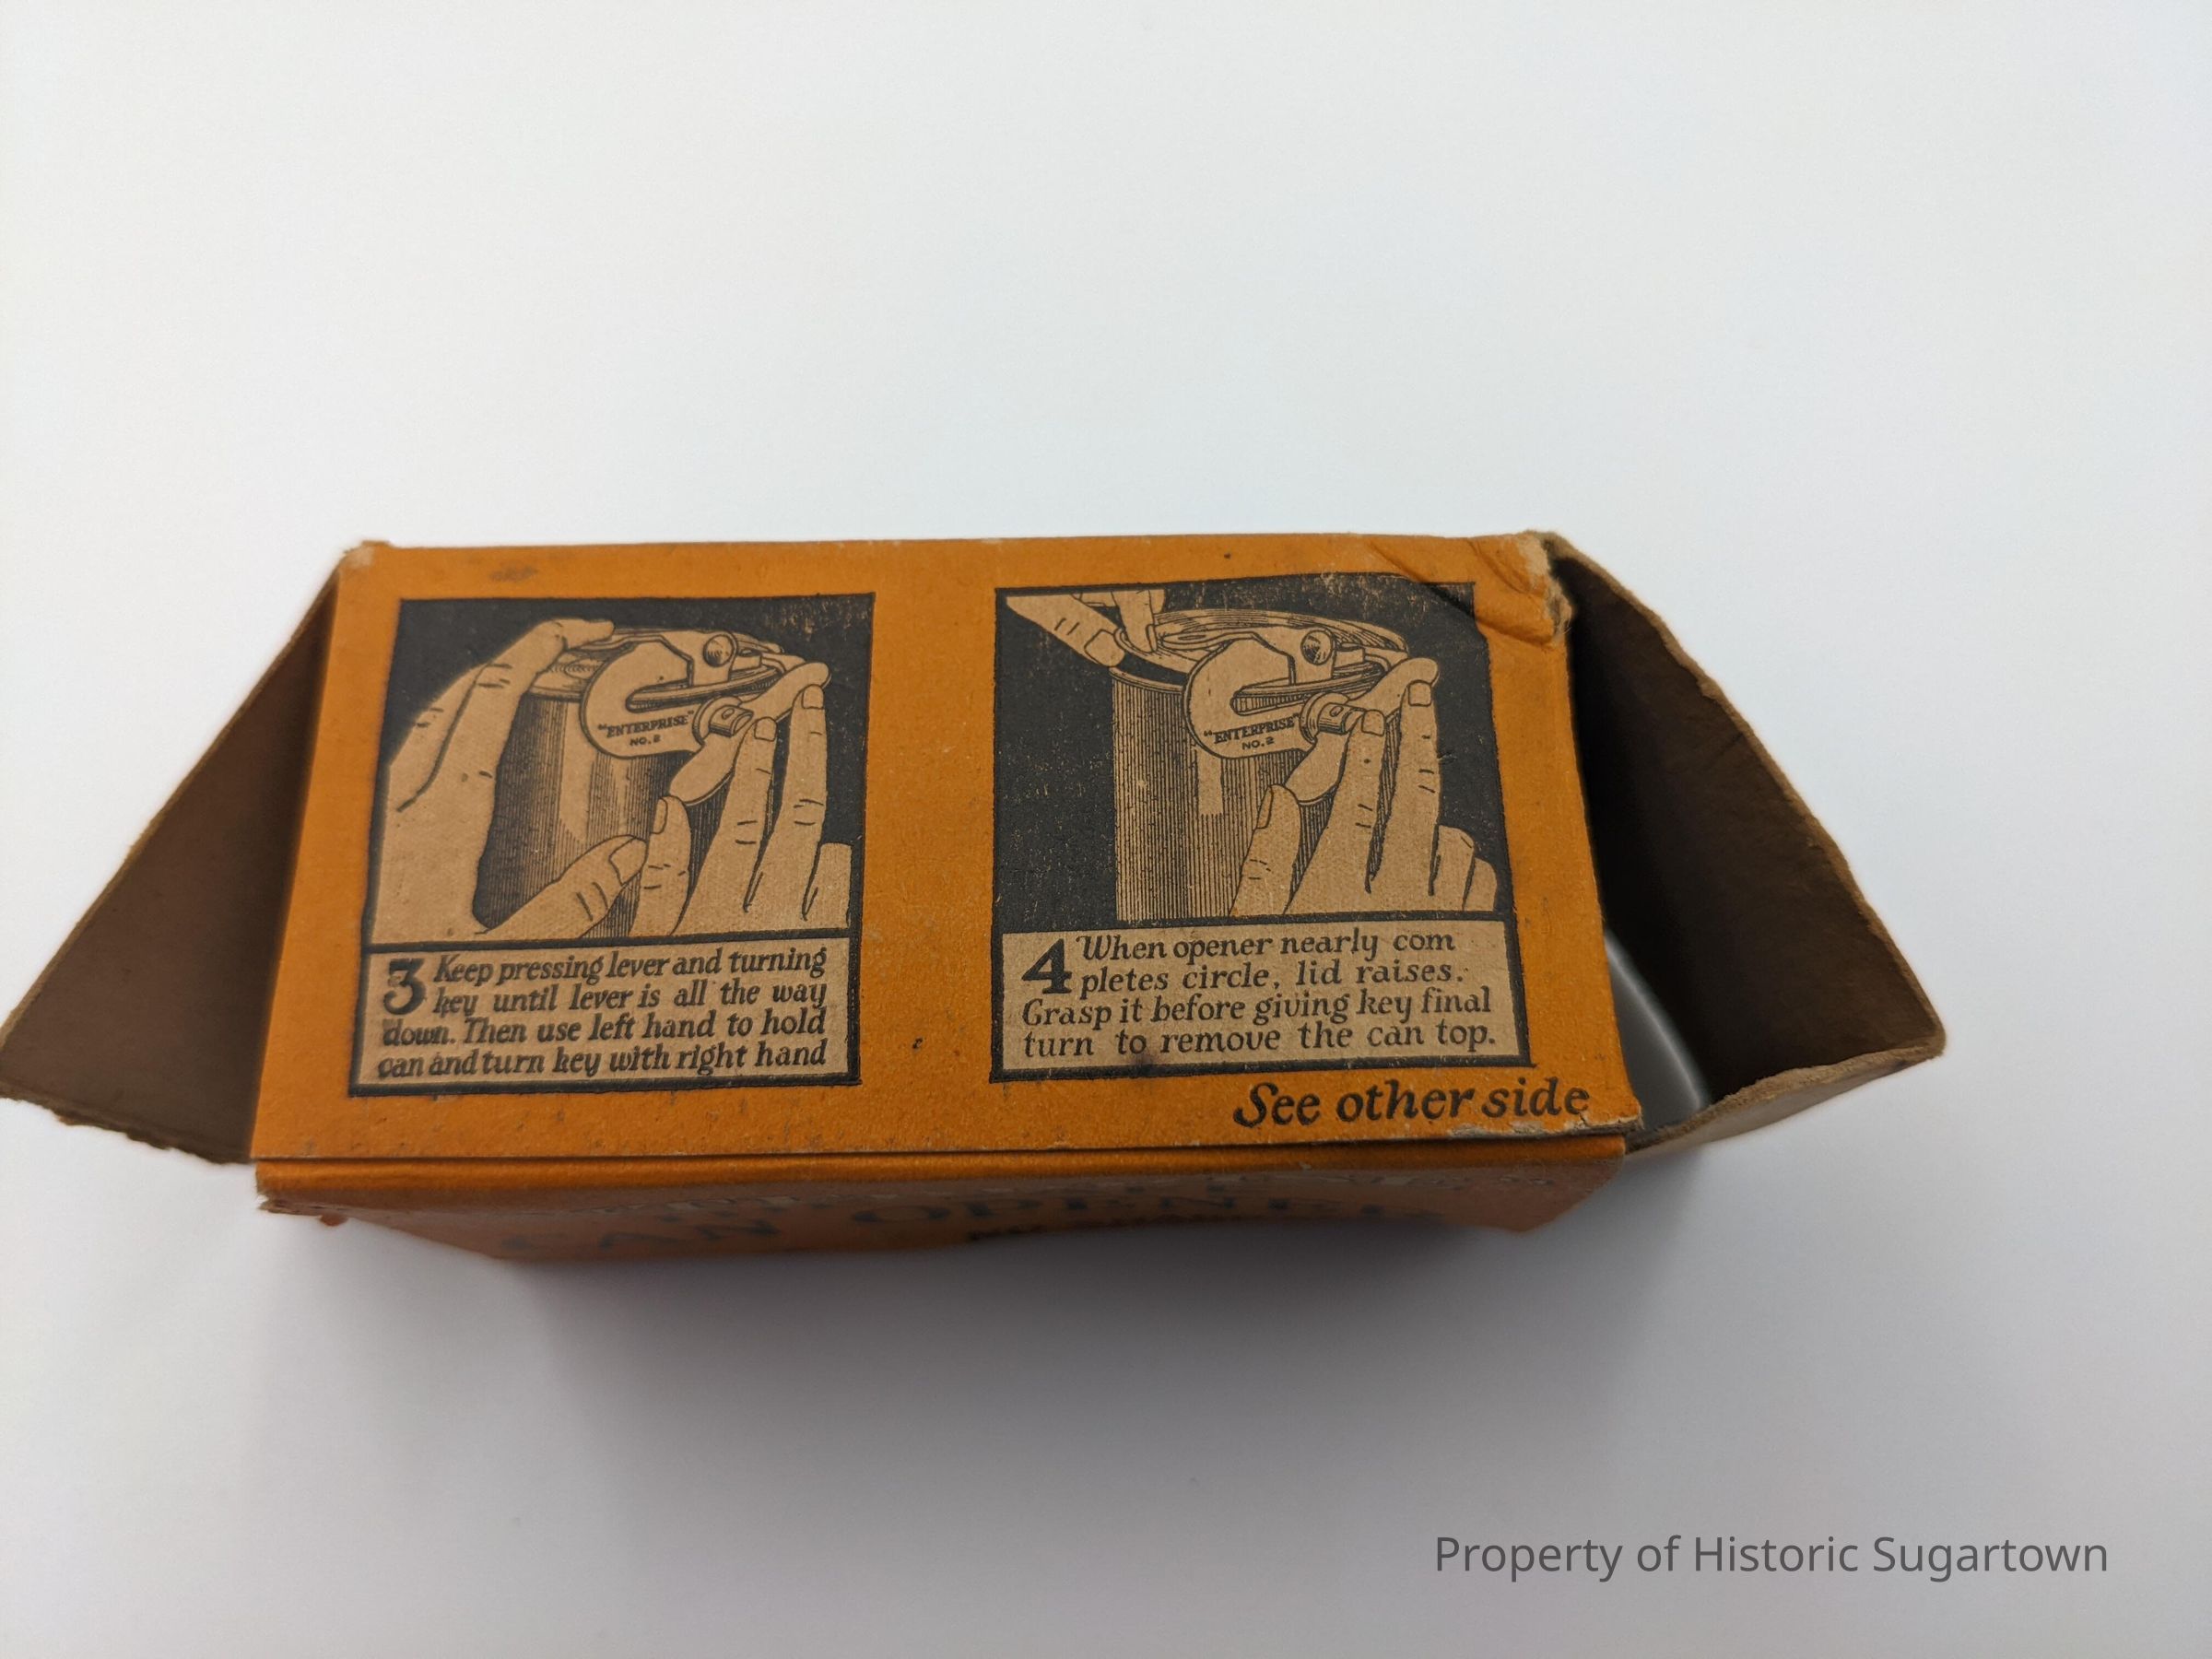 "ENTERPRISE"
NO.2
3 Keep pressing lever and turning
key until lever is all the way
down. Then use left hand to hold
can and turn key with right hand
"ENTERPRISE"
NO.2
4 When opener nearly com
pletes circle, lid raises.
Grasp it before giving key final
turn to remove the can top.
See other side
CAN OPENER
Property of Historic Sugartown